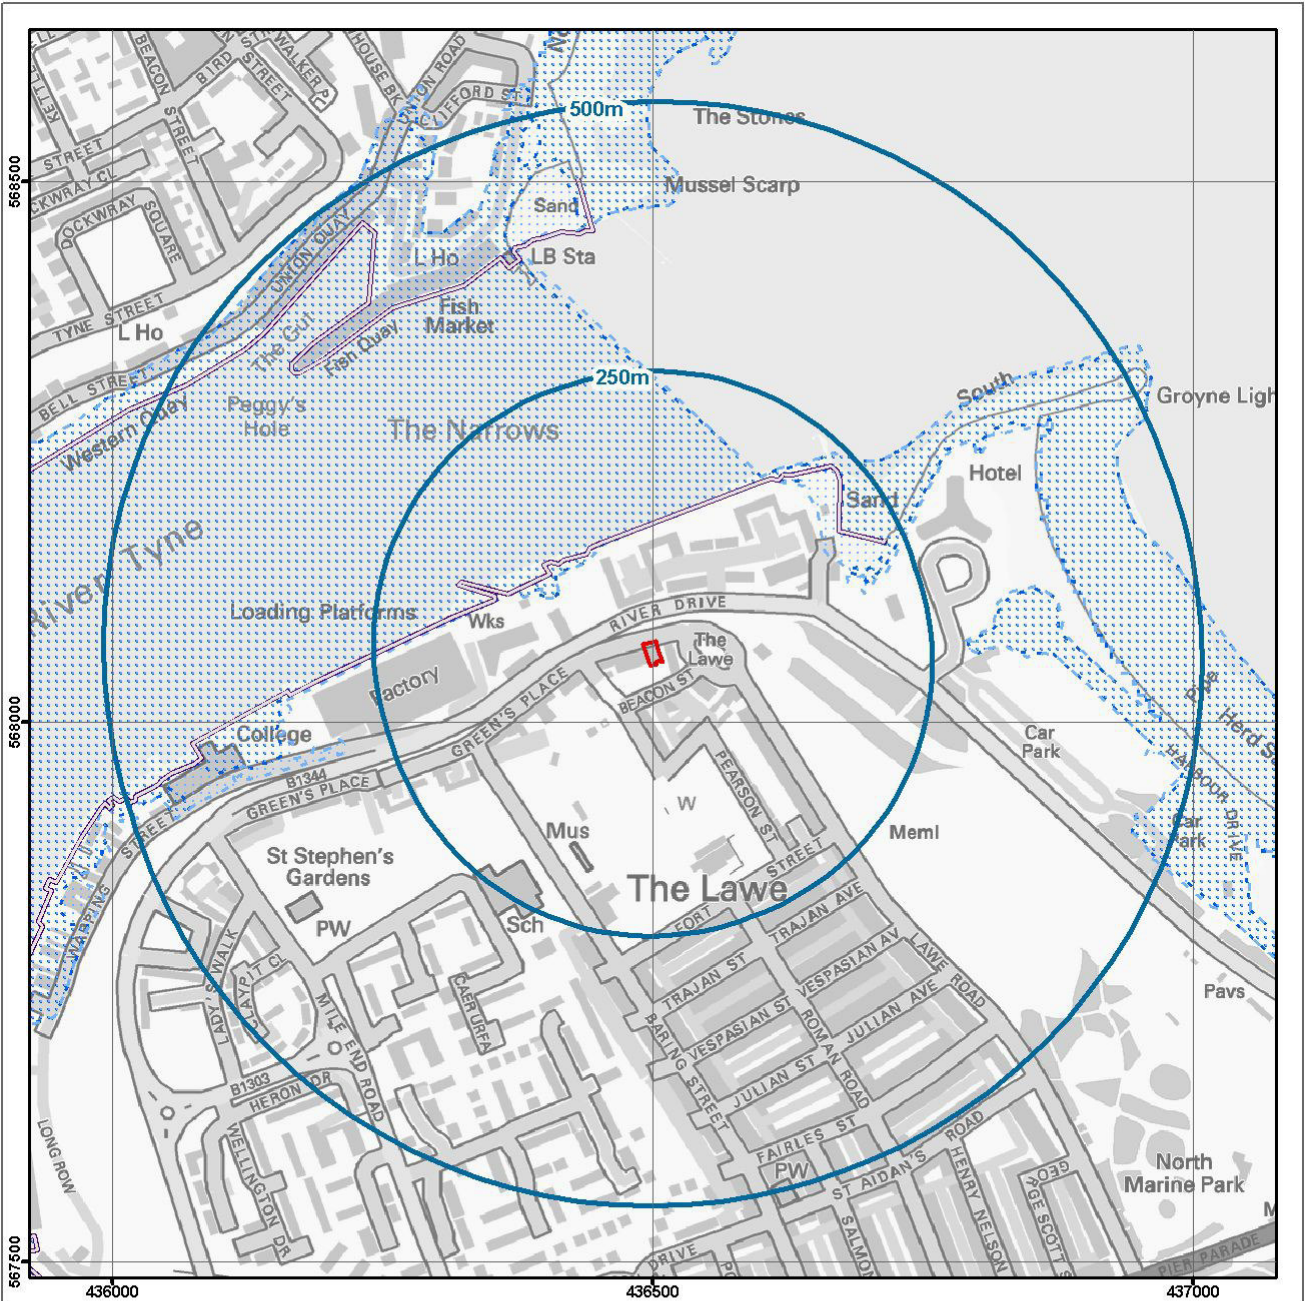 BEACON STREET
BIRD STREET
WALKER P
HOUSE BK
UNION ROAD
CLIFFORD ST
No
KETTL
STREET
CKWRAY CL
DOCKWRAY SQUARE
TYNE STREET
L Ho
BELL STREET
Western Quay
UNION QUAY
The Gut
Fish Quay
L Ho
Fish
Market
Sand
LB Sta
500m
The Stones
Mussel Scarp
250m
Peggy's
Hole
The Narrows
River Tyne
South
Groyne Ligh
Hotel
Sand
Loading Platforms
Wks
RIVER DRIVE
The
Lawe
BEACON ST
Factory
GREEN'S PLACE
College
B1344
GREEN'S PLACE
STREET
WAPPING
Car
Park
Herd S
DRIVE
Car
Park
PEARSON ST
W
Meml
Mus
St Stephen's
Gardens
PW
Sch
The Lawe
STREET
FORT
TRAJAN AVE
TRAJAN ST
VESPASIAN AV
VESPASIAN ST
LAWE ROAD
JULIAN AVE
JULIAN ST
ROMAN ROAD
BARING STREET
FAIRLES ST
PW
ST AIDAN'S ROAD
LADY'S WALK
CLAYPIT CL
MILE END ROAD
CAER URFA
B1303
HERON DR
WELLINGTON DR
LONG ROW
Pavs
North
Marine Park
M
HENRY NELSON
GEORGE SCOTT S
SALMON
DRIVE
PIER PARADE
568500
568000
567500
436000
436500
437000